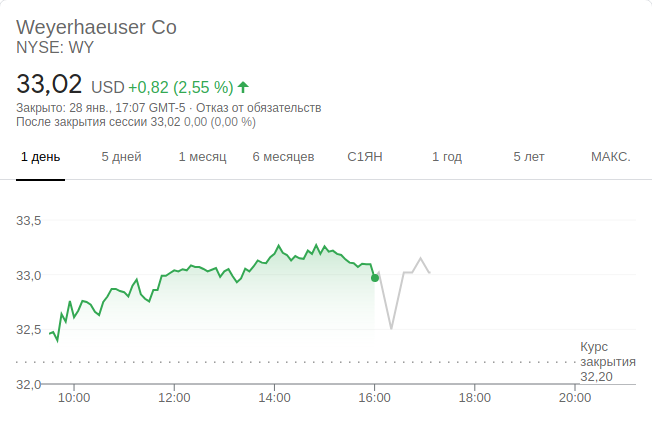 Weyerhaeuser Co
NYSE: WY
33,02 USD +0,82 (2,55 %)
Закрыто: 28 янв., 17:07 GMT-5 · Отказ от обязательств
После закрытия сессии 33,02 0,00 (0,00 %)
1 день 5 дней 1 месяц 6 месяцев С1ЯН 1 год 5 лет МАКС.
33,5
33,0
32,5
Курс
закрытия
32,20
32,0
10:00 12:00 14:00 16:00 18:00 20:00